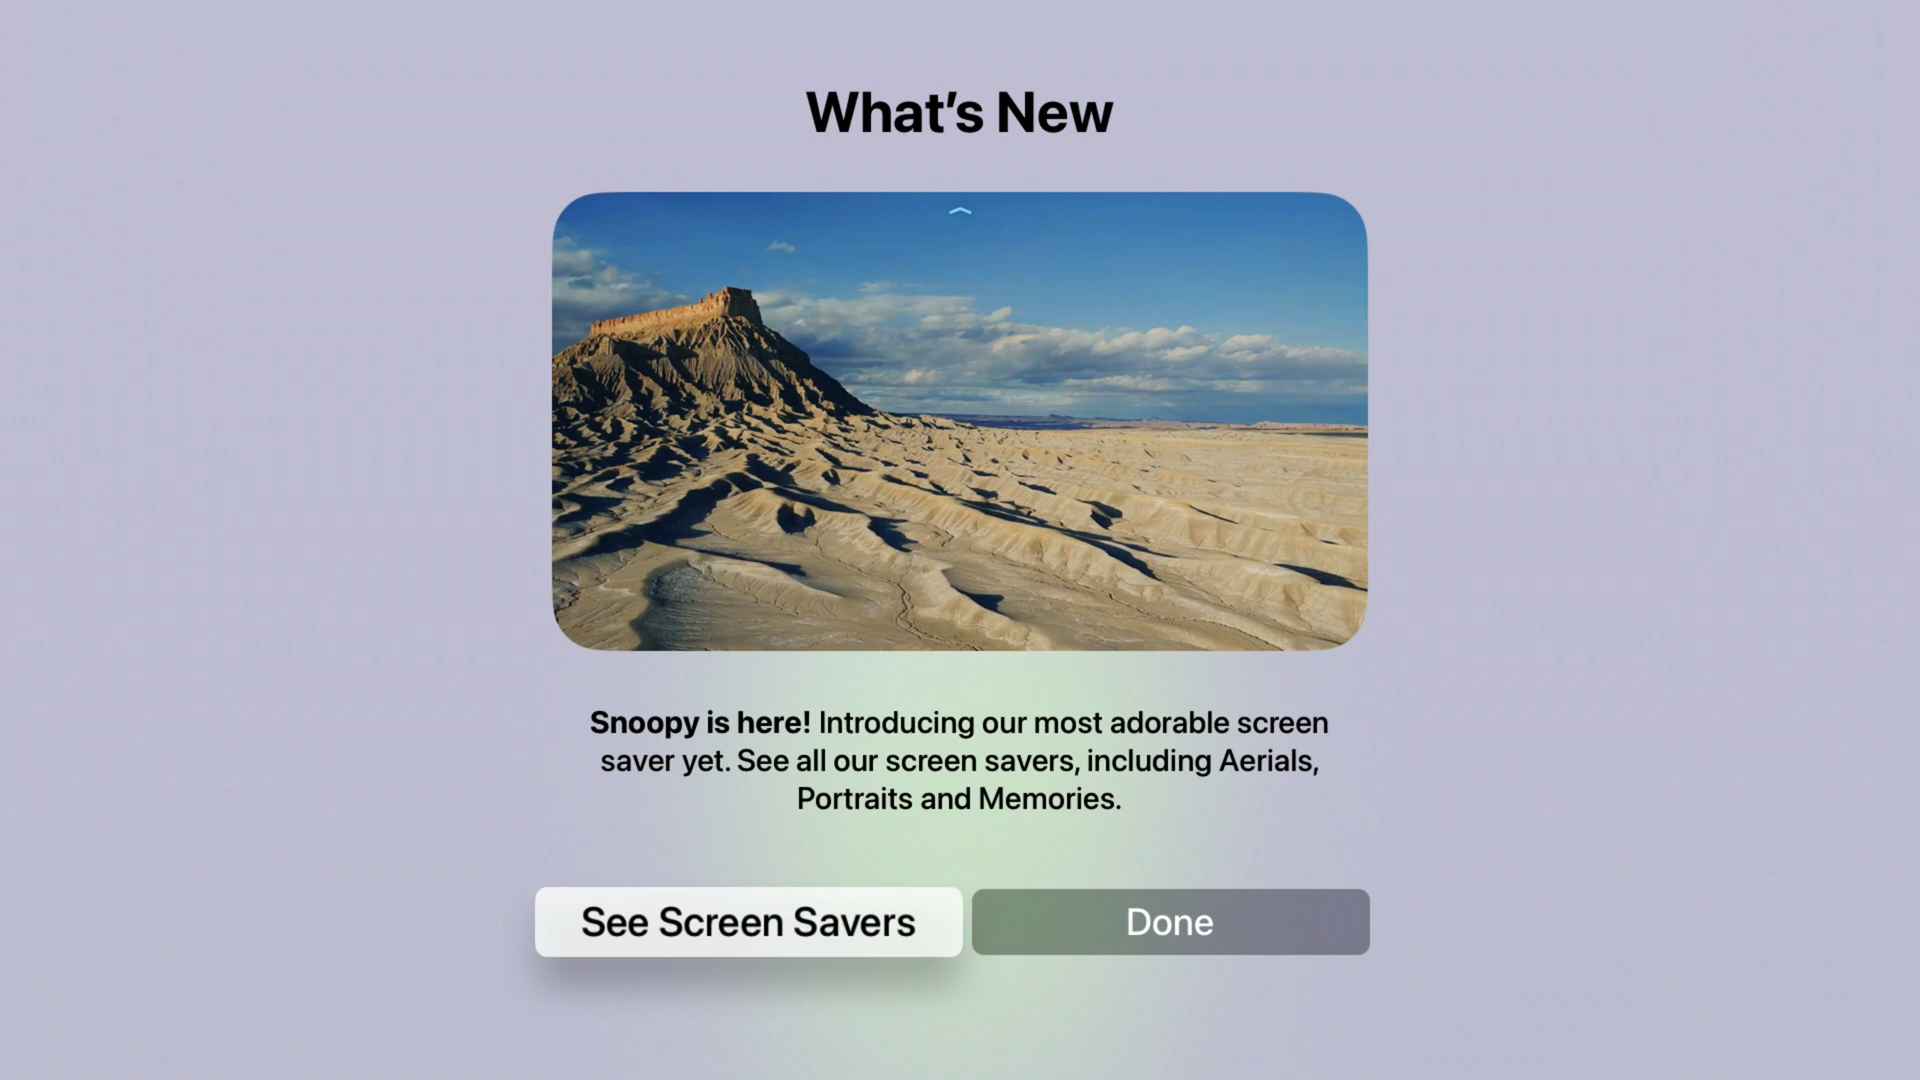 What’s New
Snoopy is here! Introducing our most adorable screen
saver yet. See all our screen savers, including Aerials,
Portraits and Memories.
See Screen Savers
Done